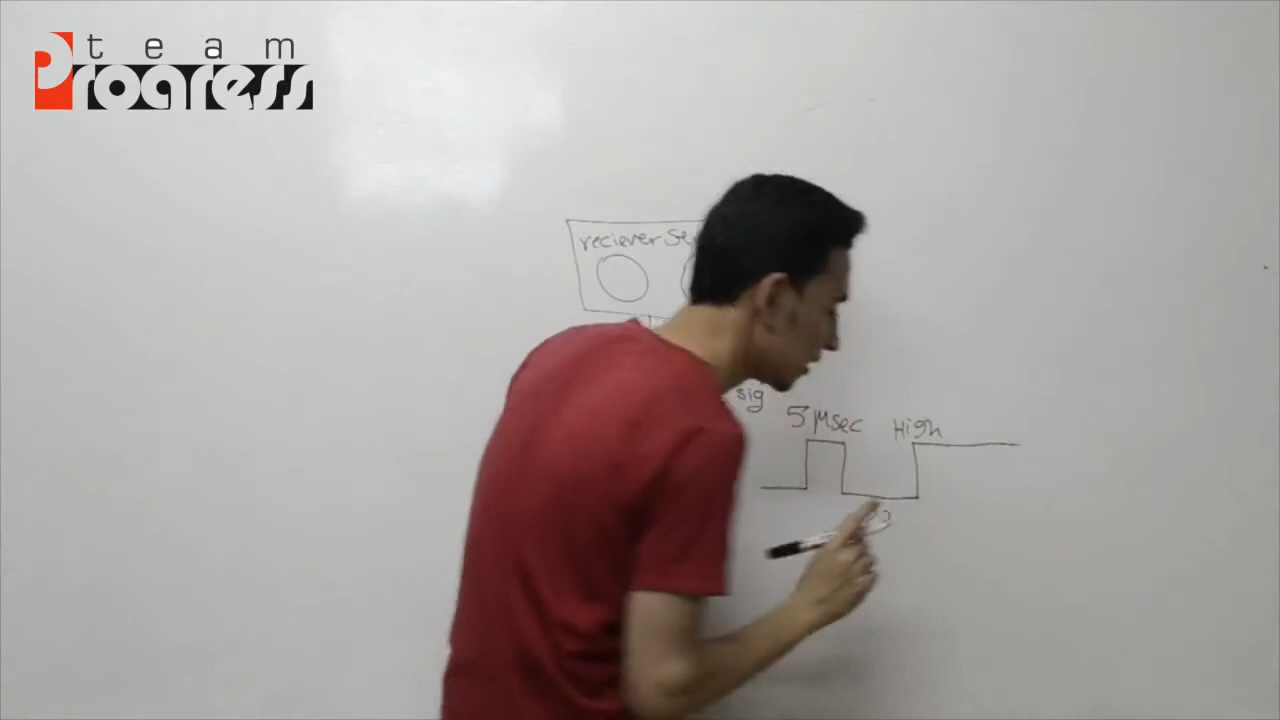 team
Progress
reciever Se
sig
5 μsec High